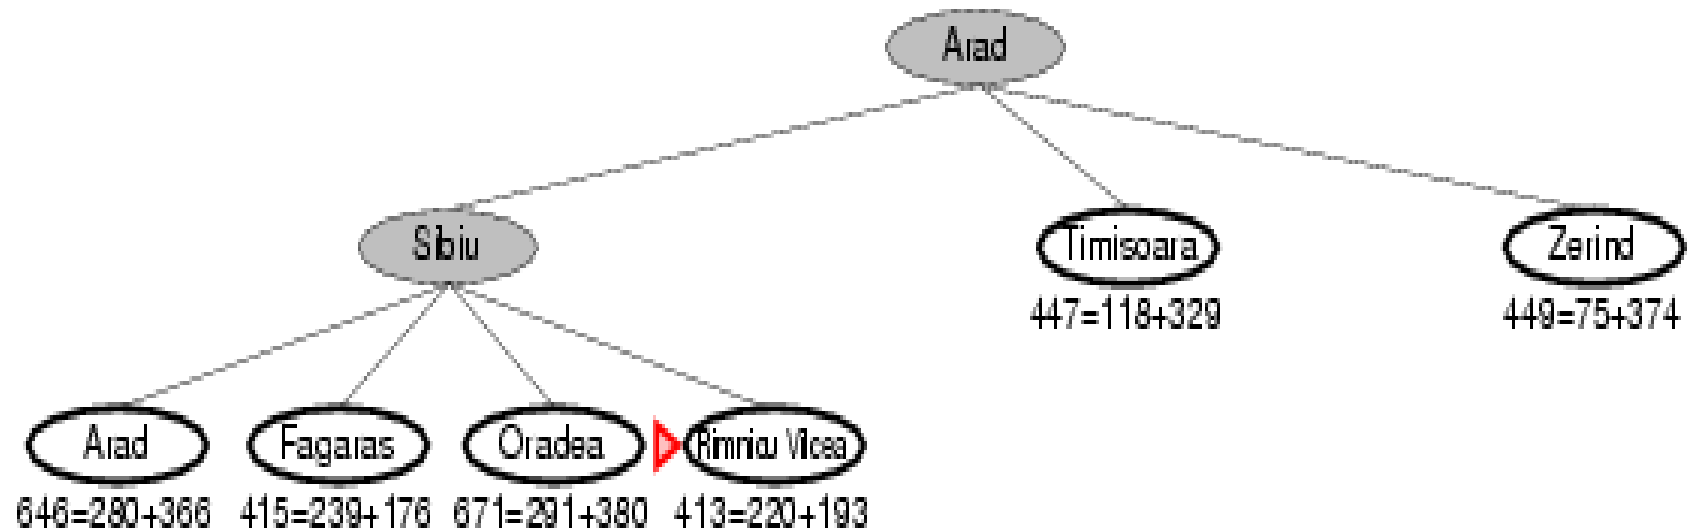 Arad
Sibiu
Timisoara
Zerind
447=118+329
449=75+374
Arad
Fagaras
Oradea
Rimnicu Vilcea
646=280+366
415=239+176
671=291+380
413=220+193